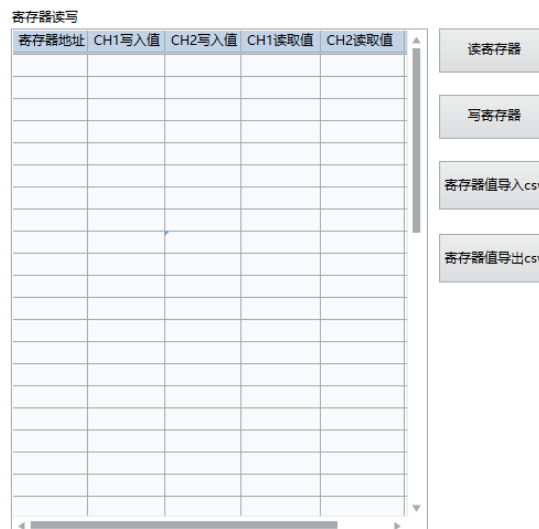 寄存器读写
寄存器地址 CH1写入值 CH2写入值 CH1读取值 CH2读取值
读寄存器
写寄存器
寄存器值导入csv
寄存器值导出csv